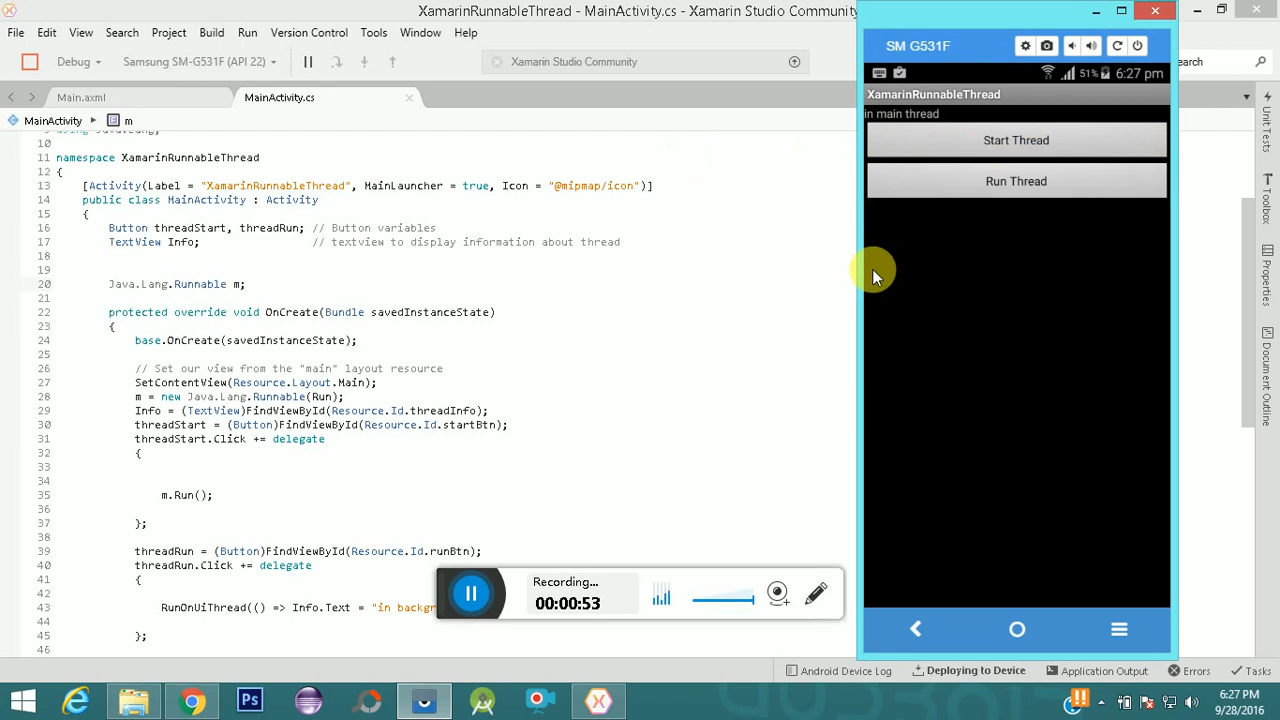 XamarinRunnableThread - MainActivity.cs - Xamarin Studio Community
File Edit View Search Project Build Run Version Control Tools Window Help
Debug Samsung SM-G531F (API 22) Xamarin Studio Community earch
Main.axml MainActivity.cs
MainActivity m
10
11 namespace XamarinRunnableThread
12 {
13 [Activity(Label = "XamarinRunnableThread", MainLauncher = true, Icon = "@mipmap/icon")]
14 public class MainActivity : Activity
15 {
16 Button threadStart, threadRun; // Button variables
17 TextView Info; // textview to display information about thread
18
19
20 Java.Lang.Runnable m;
21
22 protected override void OnCreate(Bundle savedInstanceState)
23 {
24 base.OnCreate(savedInstanceState);
25
26 // Set our view from the "main" layout resource
27 SetContentView(Resource.Layout.Main);
28 m = new Java.Lang.Runnable(Run);
29 Info = (TextView)FindViewById(Resource.Id.threadInfo);
30 threadStart = (Button)FindViewById(Resource.Id.startBtn);
31 threadStart.Click += delegate
32 {
33
34
35 m.Run();
36
37 };
38
39 threadRun = (Button)FindViewById(Resource.Id.runBtn);
40 threadRun.Click += delegate
41 {
42
43 RunOnUiThread(() => Info.Text = "in backgr
44
45 };
46
SM G531F
51% 6:27 pm
XamarinRunnableThread
in main thread
Start Thread
Run Thread
Recording...
00:00:53
Unit Tests
Toolbox
Properties
Document Outline
Android Device Log Deploying to Device Application Output Errors Tasks
Ps
6:27 PM
9/28/2016